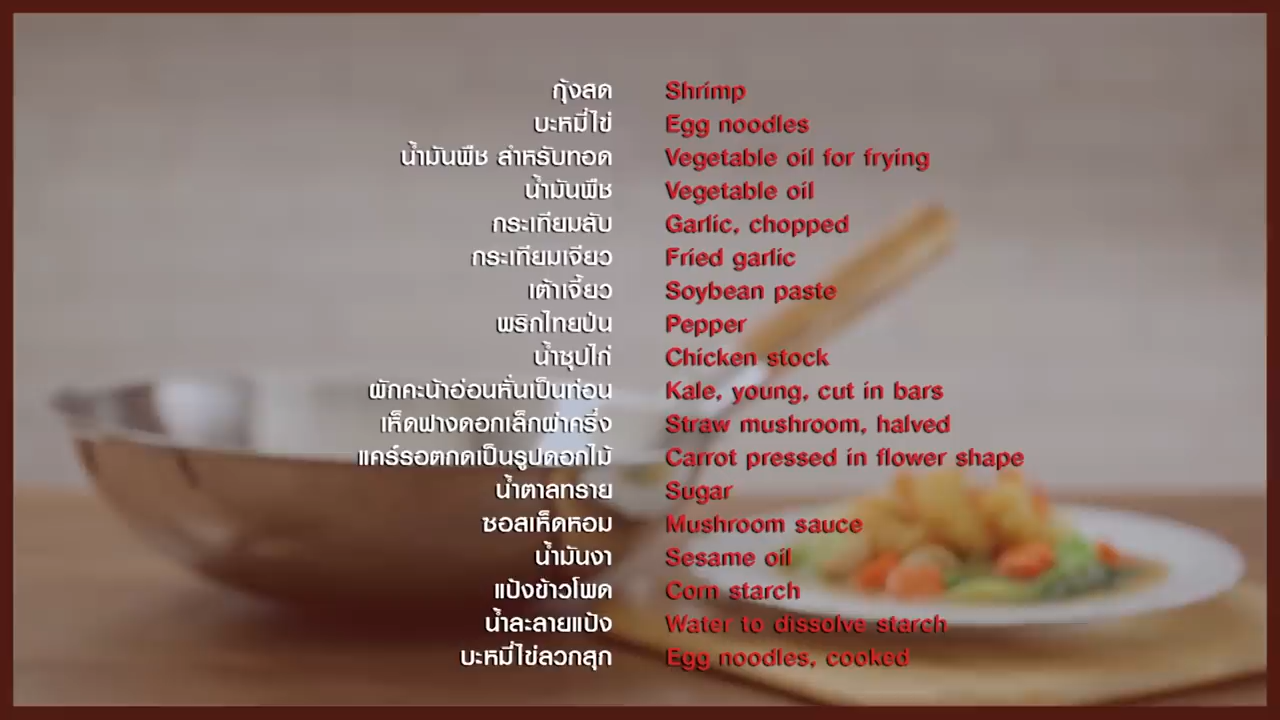 กุ้งสด Shrimp
บะหมี่ไข่ Egg noodles
น้ำมันพืช สำหรับทอด Vegetable oil for frying
น้ำมันพืช Vegetable oil
กระเทียมสับ Garlic, chopped
กระเทียมเจียว Fried garlic
เต้าเจี้ยว Soybean paste
พริกไทยป่น Pepper
น้ำซุปไก่ Chicken stock
ผักคะน้าอ่อนหั่นเป็นท่อน Kale, young, cut in bars
เห็ดฟางดอกเล็กผ่าครึ่ง Straw mushroom, halved
แคร์รอตกดเป็นรูปดอกไม้ Carrot pressed in flower shape
น้ำตาลทราย Sugar
ซอสเห็ดหอม Mushroom sauce
น้ำมันงา Sesame oil
แป้งข้าวโพด Corn starch
น้ำละลายแป้ง Water to dissolve starch
บะหมี่ไข่ลวกสุก Egg noodles, cooked